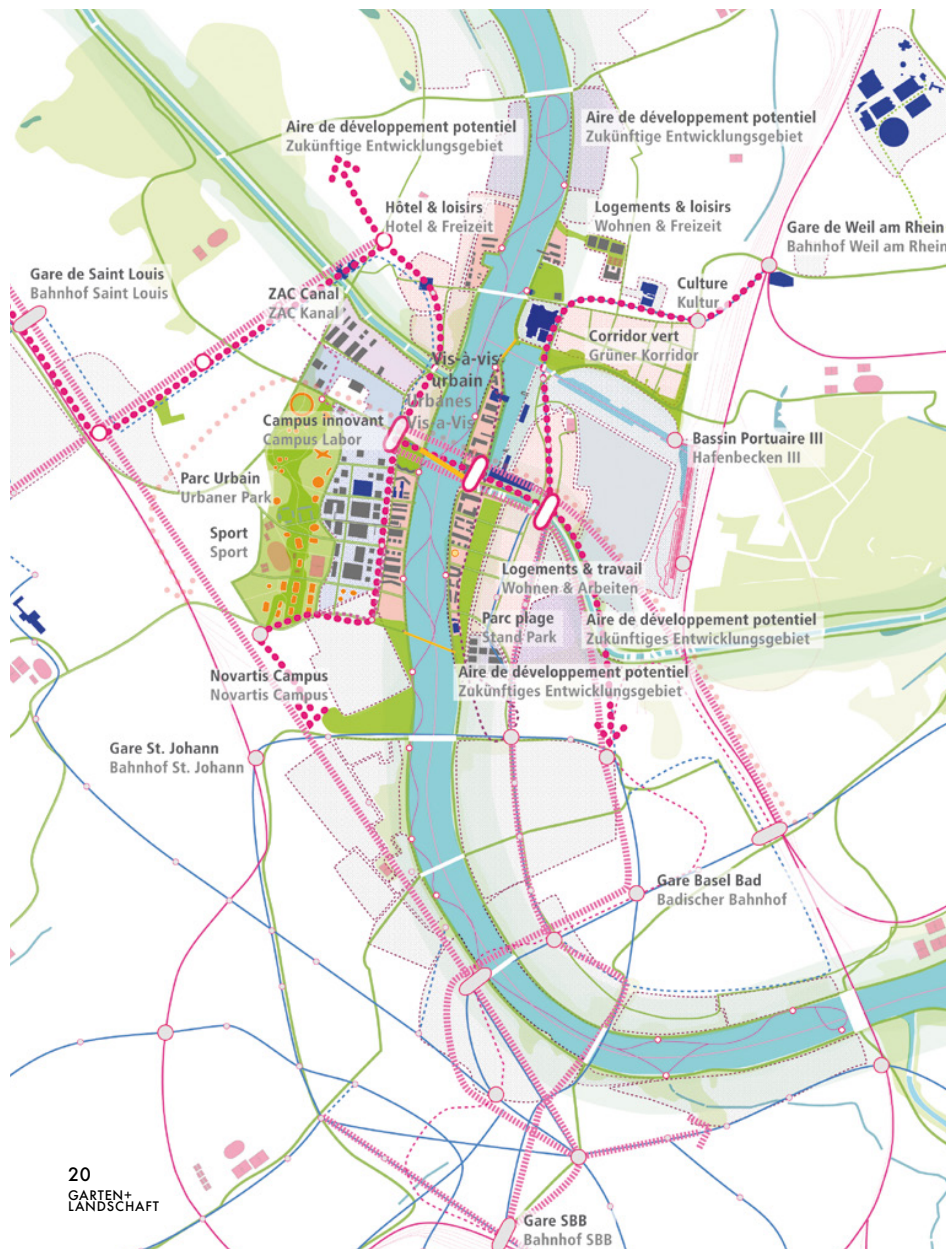 Aire de développement potentiel
Zukünftige Entwicklungsgebiet
Aire de développement potentiel
Zukünftige Entwicklungsgebiet
Hôtel & loisirs
Hotel & Freizeit
Logements & loisirs
Wohnen & Freizeit
Gare de Weil am Rhein
Bahnhof Weil am Rhein
Gare de Saint Louis
Bahnhof Saint Louis
ZAC Canal
ZAC Kanal
Culture
Kultur
Corridor vert
Grüner Korridor
Vis-à-vis
urbain
Urbanes
Vis-a-Vis
Campus innovant
Campus Labor
Bassin Portuaire III
Hafenbecken III
Parc Urbain
Urbaner Park
Sport
Sport
Logements & travail
Wohnen & Arbeiten
Parc plage
Stand Park
Aire de développement potentiel
Zukünftiges Entwicklungsgebiet
Aire de développement potentiel
Zukünftiges Entwicklungsgebiet
Novartis Campus
Novartis Campus
Gare St. Johann
Bahnhof St. Johann
Gare Basel Bad
Badischer Bahnhof
Gare SBB
Bahnhof SBB
20
GARTEN+
LANDSCHAFT